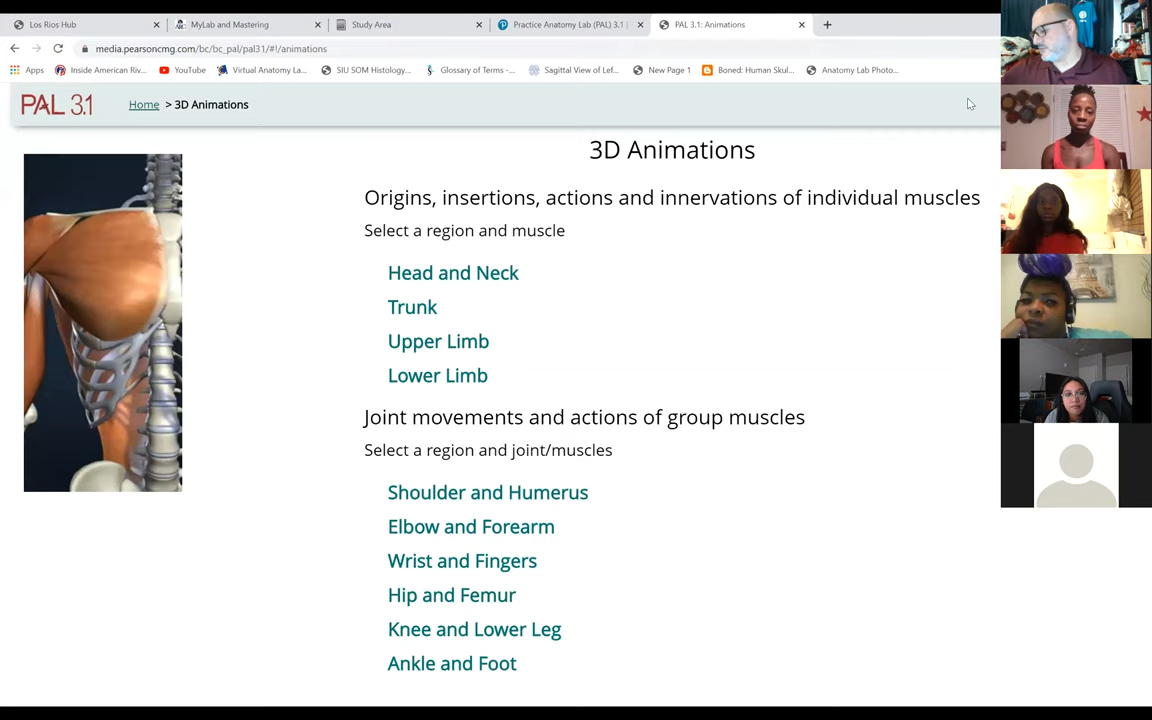 Los Rios Hub
MyLab and Mastering
Study Area
Practice Anatomy Lab (PAL) 3.1 |
PAL 3.1: Animations
media.pearsoncmg.com/bc/bc_pal/pal31/#!/animations
Apps
Inside American Riv...
YouTube
Virtual Anatomy La...
SIU SOM Histology...
Glossary of Terms -...
Sagittal View of Lef...
New Page 1
Boned: Human Skul...
Anatomy Lab Photo...
PAL 3.1
Home > 3D Animations
3D Animations
Origins, insertions, actions and innervations of individual muscles
Select a region and muscle
Head and Neck
Trunk
Upper Limb
Lower Limb
Joint movements and actions of group muscles
Select a region and joint/muscles
Shoulder and Humerus
Elbow and Forearm
Wrist and Fingers
Hip and Femur
Knee and Lower Leg
Ankle and Foot